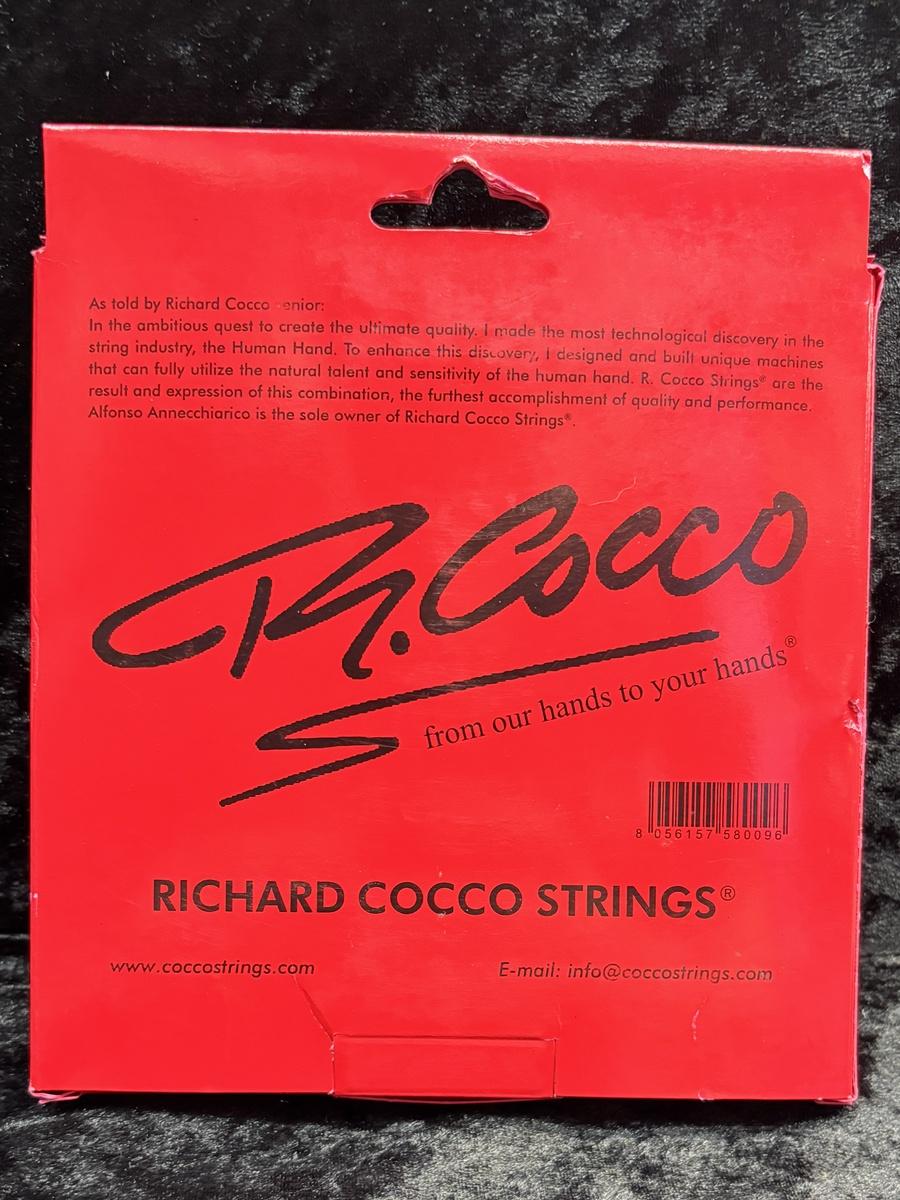 As told by Richard Cocco enior:
In the ambitious quest to create the ultimate quality. I made the most technological discovery in the
string industry, the Human Hand. To enhance this discovery, I designed and built unique machines
that can fully utilize the natural talent and sensitivity of the human hand. R. Cocco Strings® are the
result and expression of this combination, the furthest accomplishment of quality and performance.
Alfonso Annecchiarico is the sole owner of Richard Cocco Strings®.
R. Cocco
from our hands to your hands®
8 056157 580096
RICHARD COCCO STRINGS®
www.coccostrings.com E-mail: info@coccostrings.com